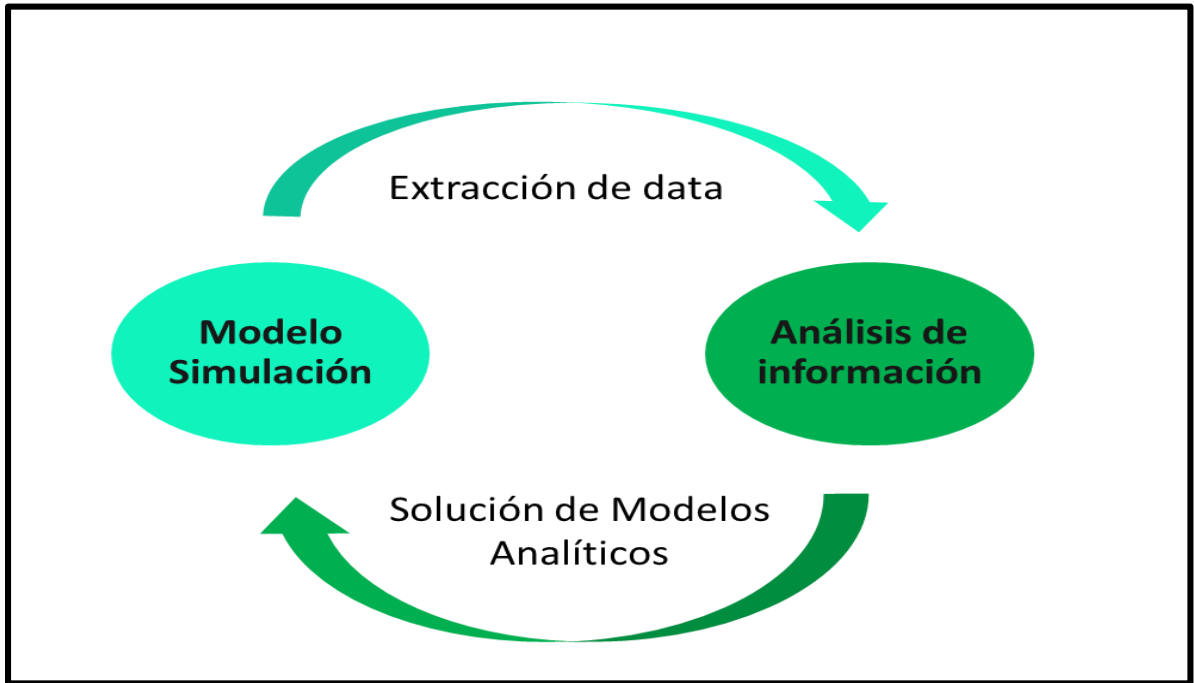 Extracción de data
Modelo
Simulación
Análisis de
información
Solución de Modelos
Analíticos